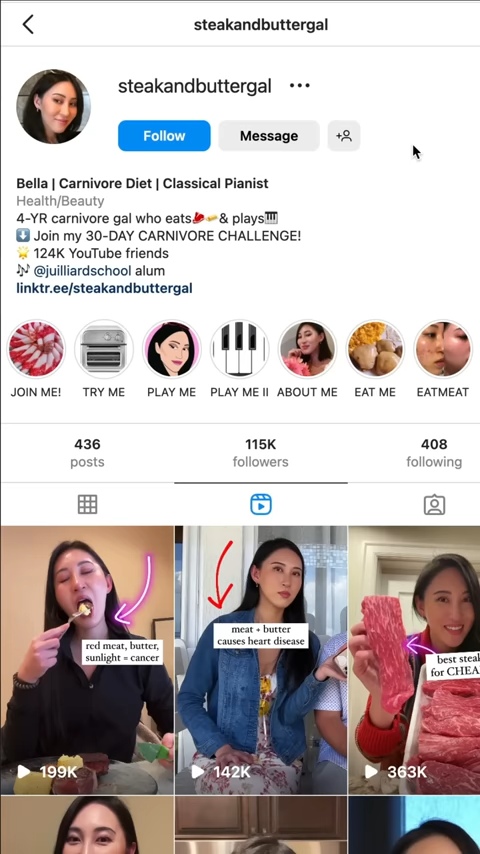 steakandbuttergal
steakandbuttergal
Follow
Message
Bella | Carnivore Diet | Classical Pianist
Health/Beauty
4-YR carnivore gal who eats🥩🧈& plays🎹
⬇️ Join my 30-DAY CARNIVORE CHALLENGE!
🌟 124K YouTube friends
🎶 @juilliardschool alum
linktr.ee/steakandbuttergal
JOIN ME!
TRY ME
PLAY ME
PLAY ME II
ABOUT ME
EAT ME
EATMEAT
436
posts
115K
followers
408
following
red meat, butter,
sunlight = cancer
meat + butter
causes heart disease
best steak
for CHEA
199K
142K
363K